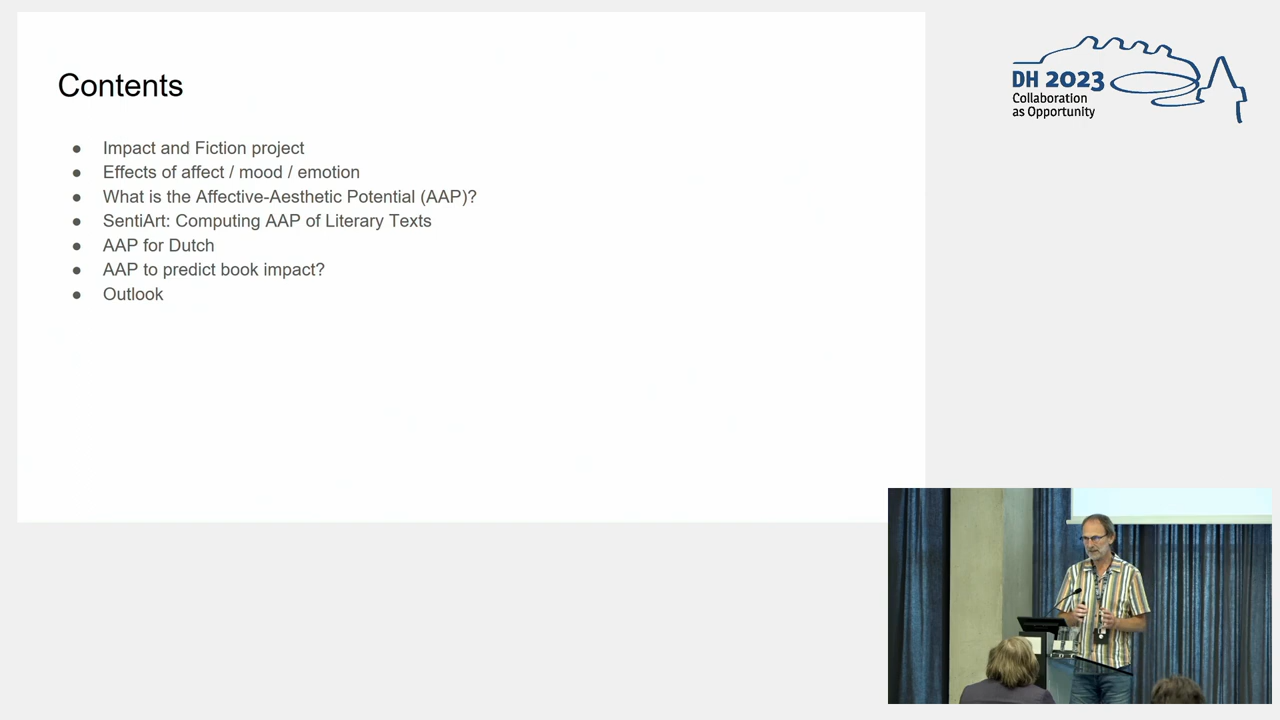 Contents
Impact and Fiction project
Effects of affect / mood / emotion
What is the Affective-Aesthetic Potential (AAP)?
SentiArt: Computing AAP of Literary Texts
AAP for Dutch
AAP to predict book impact?
Outlook
DH 2023
Collaboration
as Opportunity